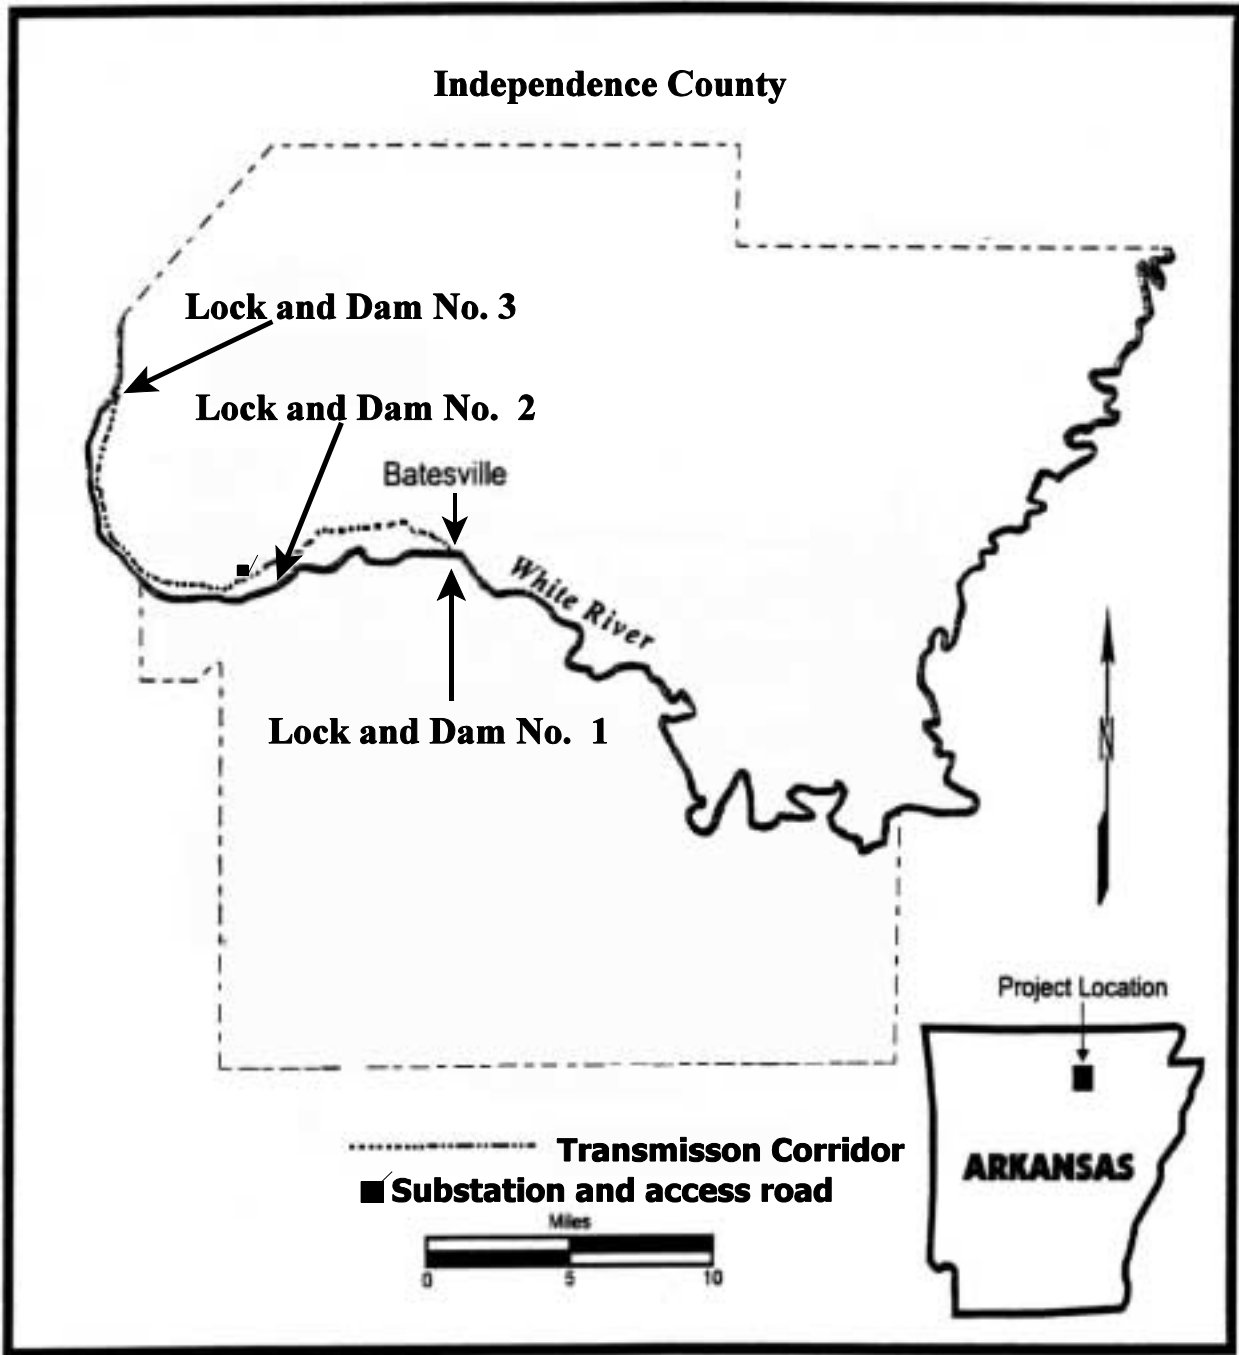 Independence County
Lock and Dam No. 3
Lock and Dam No. 2
Batesville
White River
Lock and Dam No. 1
N
Project Location
ARKANSAS
Transmisson Corridor
Substation and access road
Miles
0 5 10